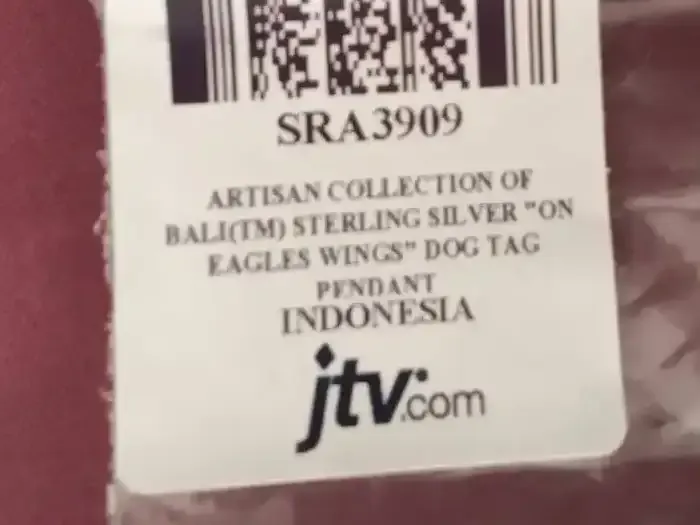 SRA3909
ARTISAN COLLECTION OF
BALI(TM) STERLING SILVER "ON
EAGLES WINGS" DOG TAG
PENDANT
INDONESIA
jtv.com